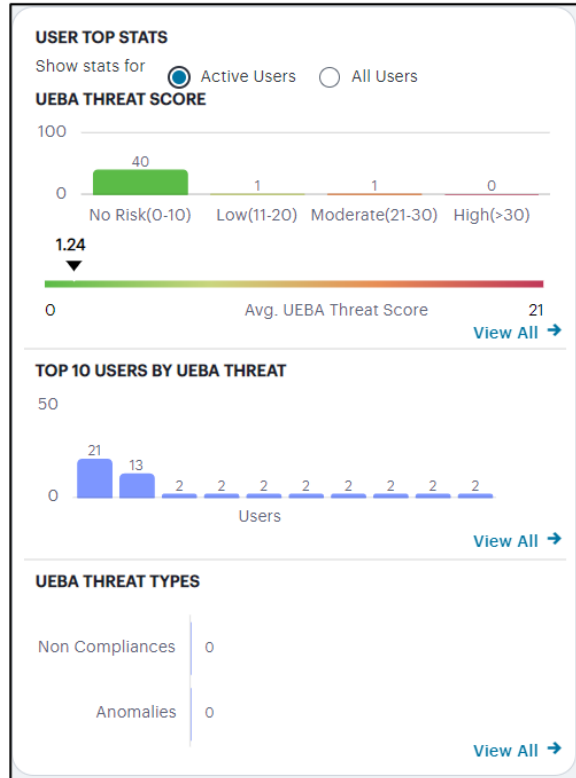 USER TOP STATS
Show stats for Active Users All Users
UEBA THREAT SCORE
100
40
1
1
0
0
No Risk(0-10) Low(11-20) Moderate(21-30) High(>30)
1.24
0 Avg. UEBA Threat Score 21
View All
TOP 10 USERS BY UEBA THREAT
50
21
13
2 2 2 2 2 2 2 2
0
Users
View All
UEBA THREAT TYPES
Non Compliances 0
Anomalies 0
View All